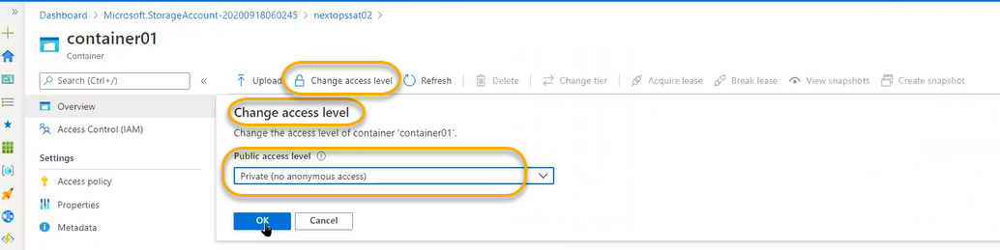 Dashboard > Microsoft.StorageAccount-20200918060245 > nextopssat02 >
container01
Container
Search (Ctrl+/)
Upload Change access level Refresh Delete Change tier Acquire lease Break lease View snapshots Create snapshot
Overview
Access Control (IAM)
Settings
Access policy
Properties
Metadata
Change access level
Change the access level of container 'container01'.
Public access level
Private (no anonymous access)
OK Cancel